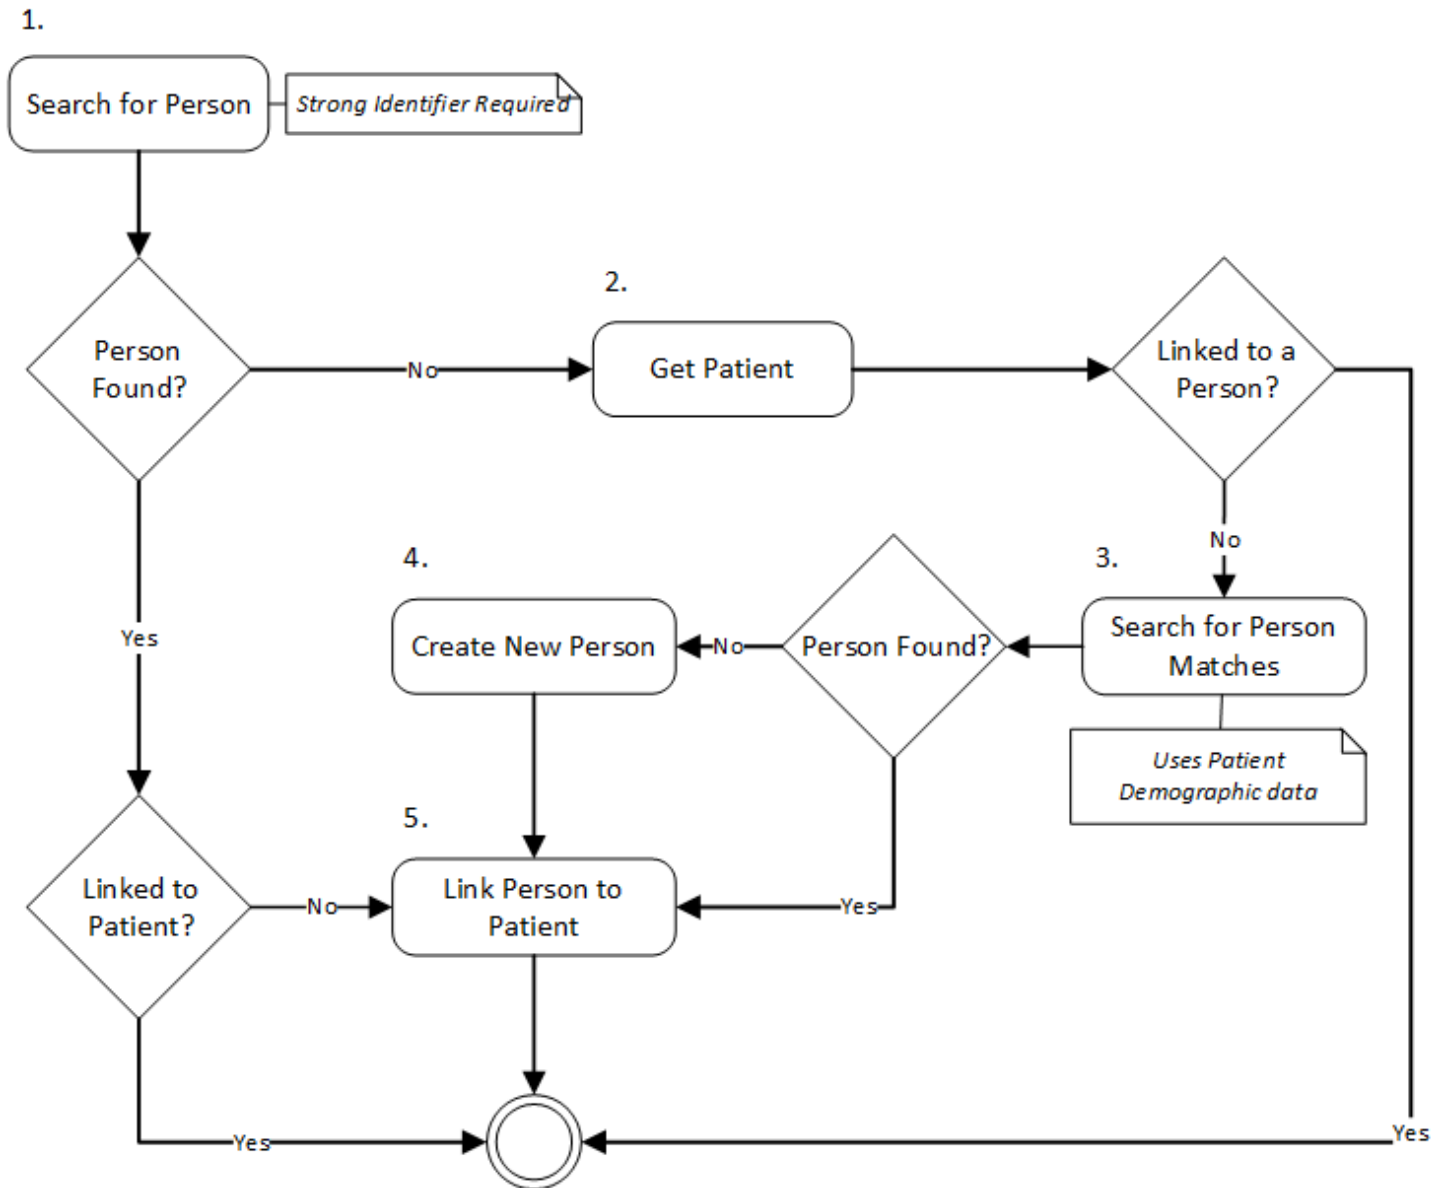 1.
Search for Person
Strong Identifier Required
Person
Found?
No
2.
Get Patient
Linked to a
Person?
No
Yes
4.
Create New Person
No
Person Found?
3.
Search for Person
Matches
Uses Patient
Demographic data
5.
Linked to
Patient?
No
Link Person to
Patient
Yes
Yes
Yes